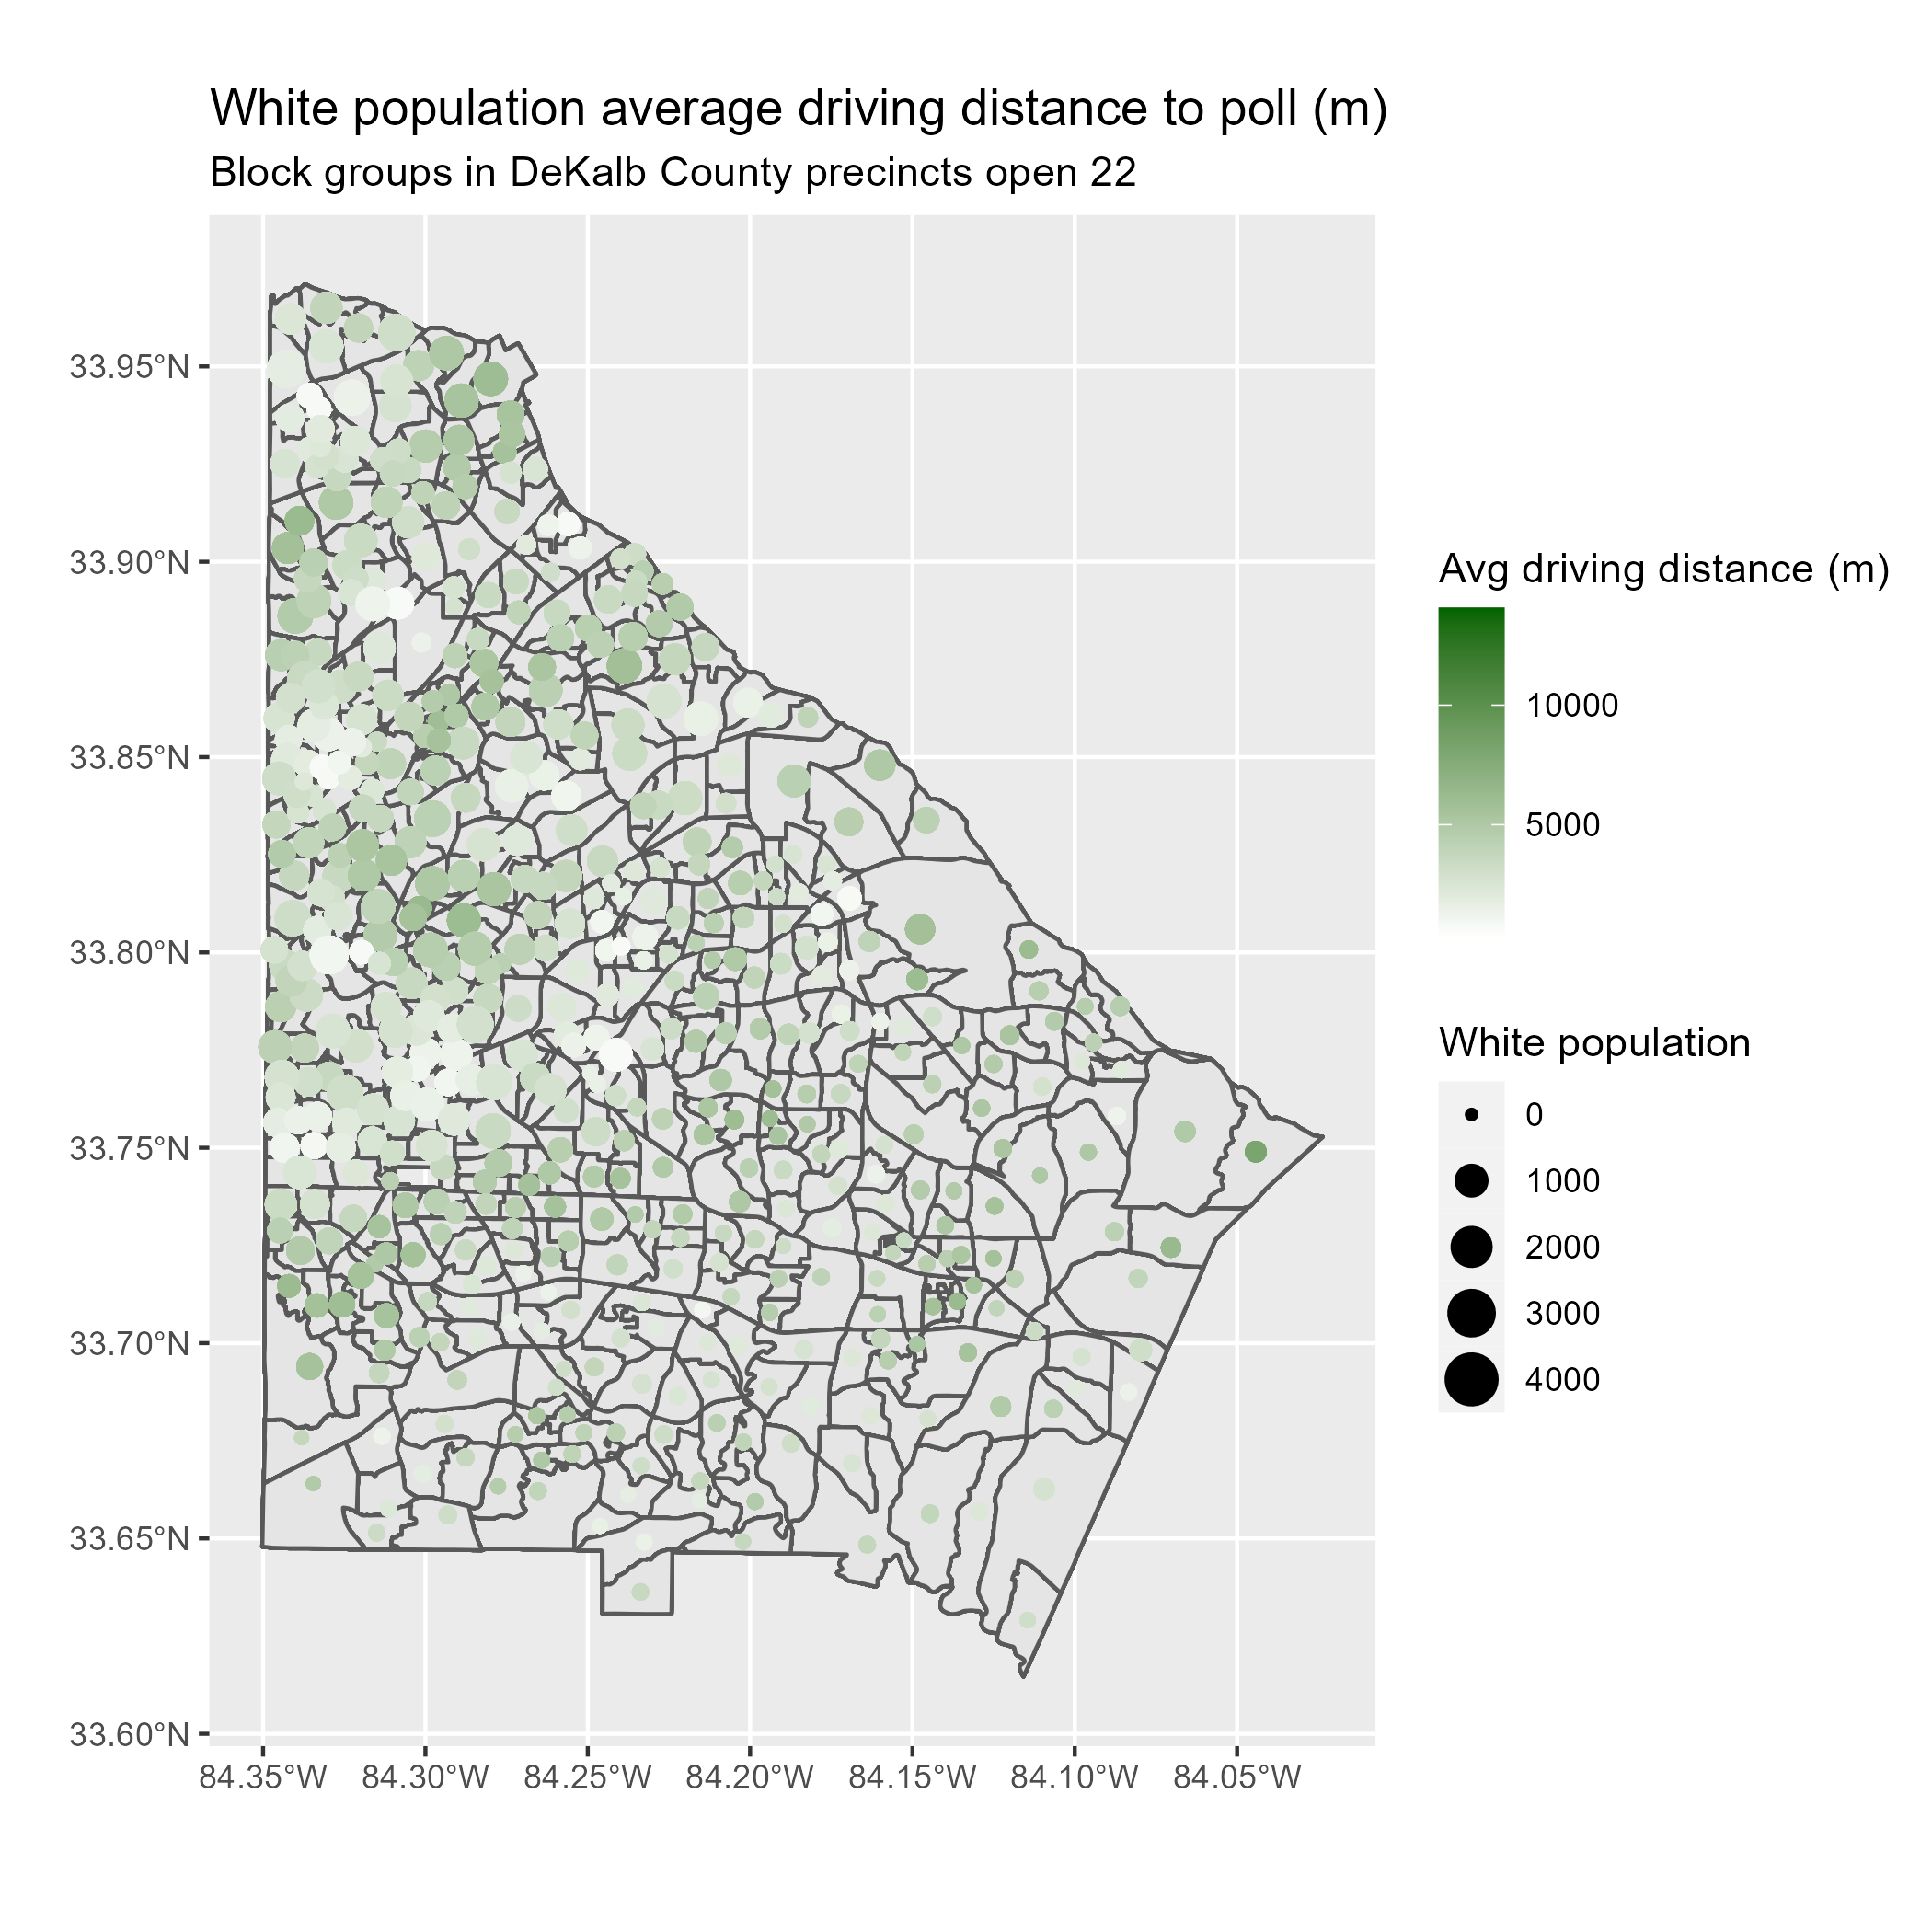 White population average driving distance to poll (m)
Block groups in DeKalb County precincts open 22
33.95°N
33.90°N
33.85°N
33.80°N
33.75°N
33.70°N
33.65°N
33.60°N
84.35°W 84.30°W 84.25°W 84.20°W 84.15°W 84.10°W 84.05°W
Avg driving distance (m)
10000
5000
White population
0
1000
2000
3000
4000